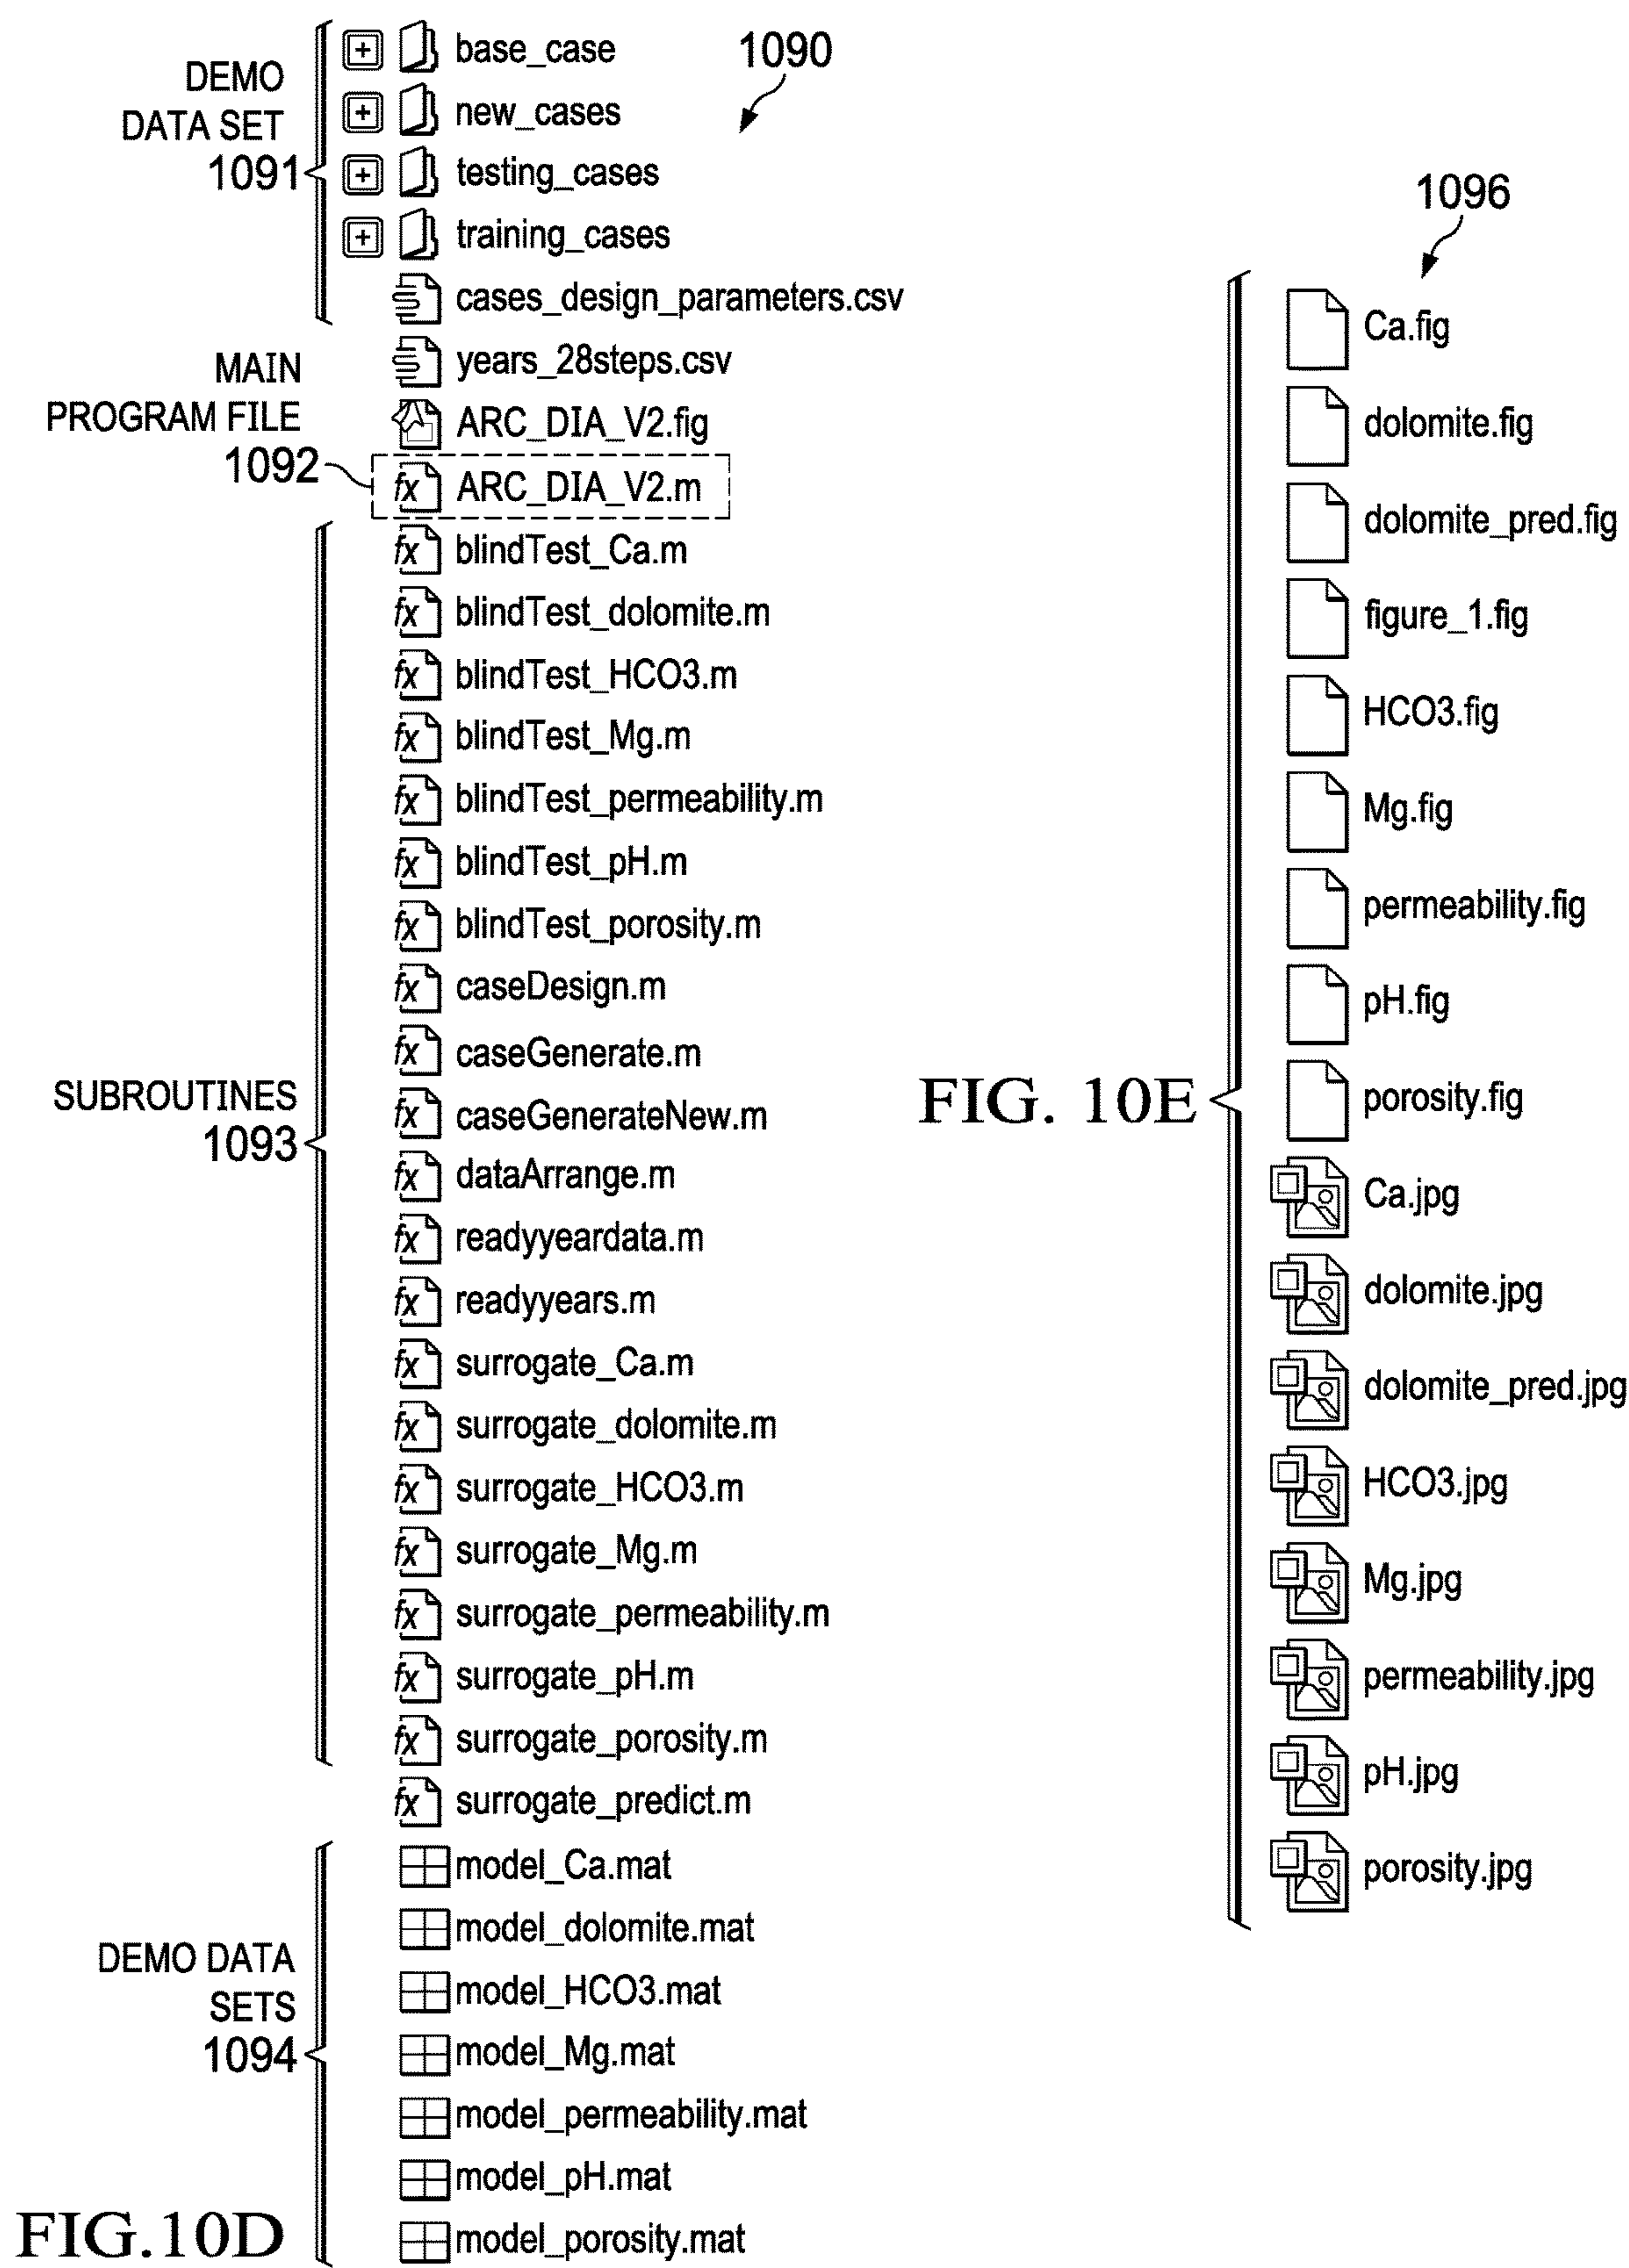 DEMO
DATA SET
1091
base_case
new_cases
testing_cases
training_cases
cases_design_parameters.csv
1090
years_28steps.csv
ARC_DIA_V2.fig
MAIN
PROGRAM FILE
1092
ARC_DIA_V2.m
SUBROUTINES
1093
blindTest_Ca.m
blindTest_dolomite.m
blindTest_HCO3.m
blindTest_Mg.m
blindTest_permeability.m
blindTest_pH.m
blindTest_porosity.m
caseDesign.m
caseGenerate.m
caseGenerateNew.m
dataArrange.m
readyyeardata.m
readyyears.m
surrogate_Ca.m
surrogate_dolomite.m
surrogate_HCO3.m
surrogate_Mg.m
surrogate_permeability.m
surrogate_pH.m
surrogate_porosity.m
surrogate_predict.m
DEMO DATA
SETS
1094
model_Ca.mat
model_dolomite.mat
model_HCO3.mat
model_Mg.mat
model_permeability.mat
model_pH.mat
model_porosity.mat
FIG.10D
1096
Ca.fig
dolomite.fig
dolomite_pred.fig
figure_1.fig
HCO3.fig
Mg.fig
permeability.fig
pH.fig
porosity.fig
Ca.jpg
dolomite.jpg
dolomite_pred.jpg
HCO3.jpg
Mg.jpg
permeability.jpg
pH.jpg
porosity.jpg
FIG. 10E